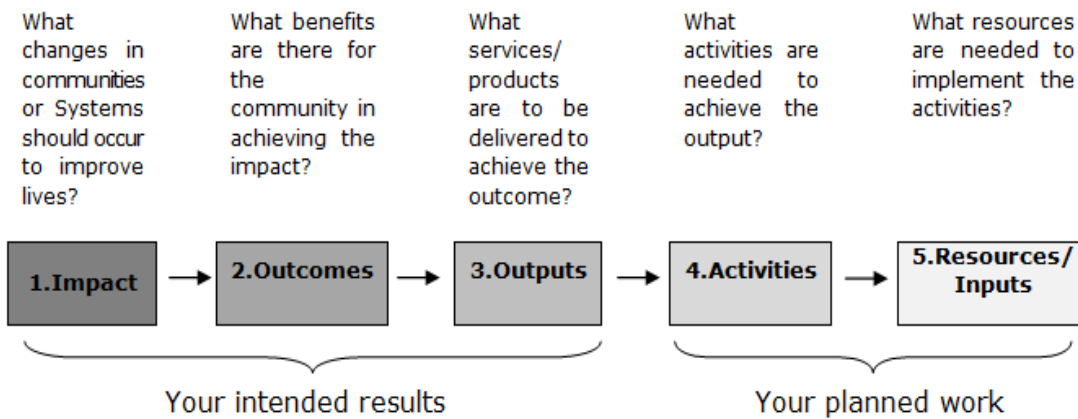 What
changes in
communities
or Systems
should occur
to improve
lives?
What benefits
are there for
the
community in
achieving the
impact?
What
services/
products
are to be
delivered to
achieve the
outcome?
What
activities are
needed to
achieve the
output?
What resources
are needed to
implement the
activities?
1.Impact
2.Outcomes
3.Outputs
4.Activities
5.Resources/
Inputs
Your intended results
Your planned work